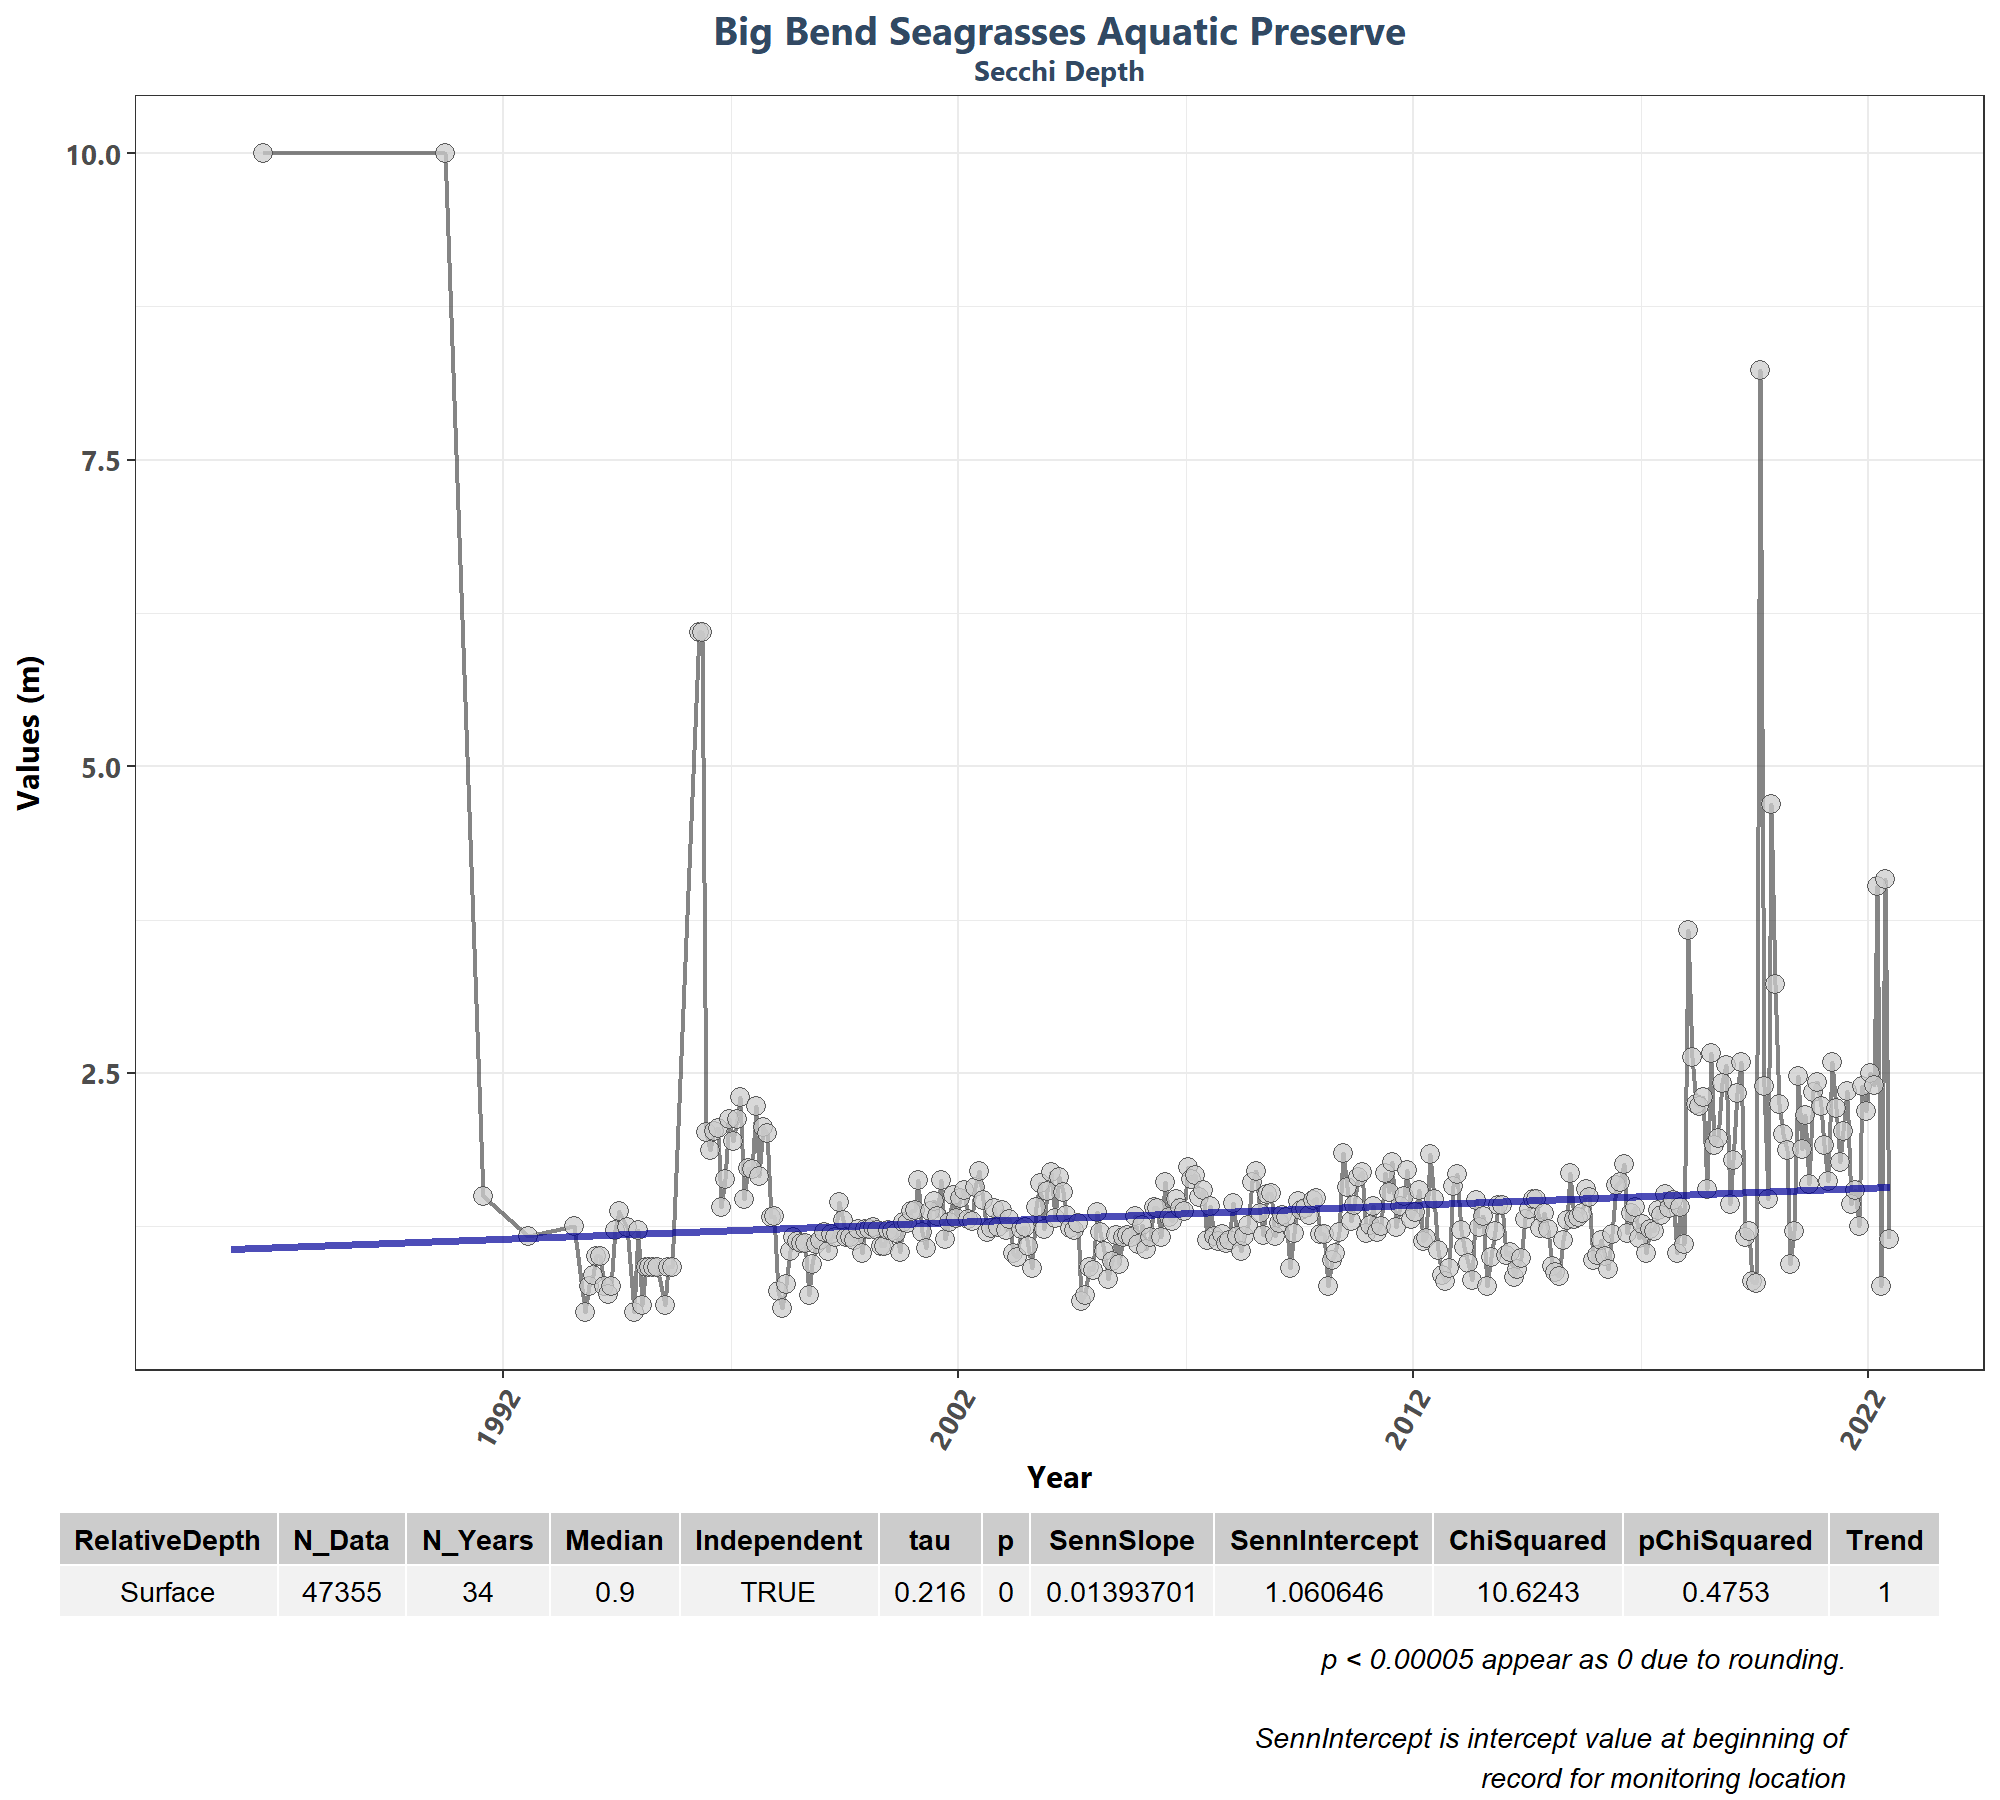 Big Bend Seagrasses Aquatic Preserve
Secchi Depth
10.0
7.5
5.0
2.5
Values (m)
1992
2002
2012
2022
Year
RelativeDepth N_Data N_Years Median Independent tau p SennSlope SennIntercept ChiSquared pChiSquared Trend
Surface 47355 34 0.9 TRUE 0.216 0 0.01393701 1.060646 10.6243 0.4753 1
p < 0.00005 appear as 0 due to rounding.
SennIntercept is intercept value at beginning of
record for monitoring location